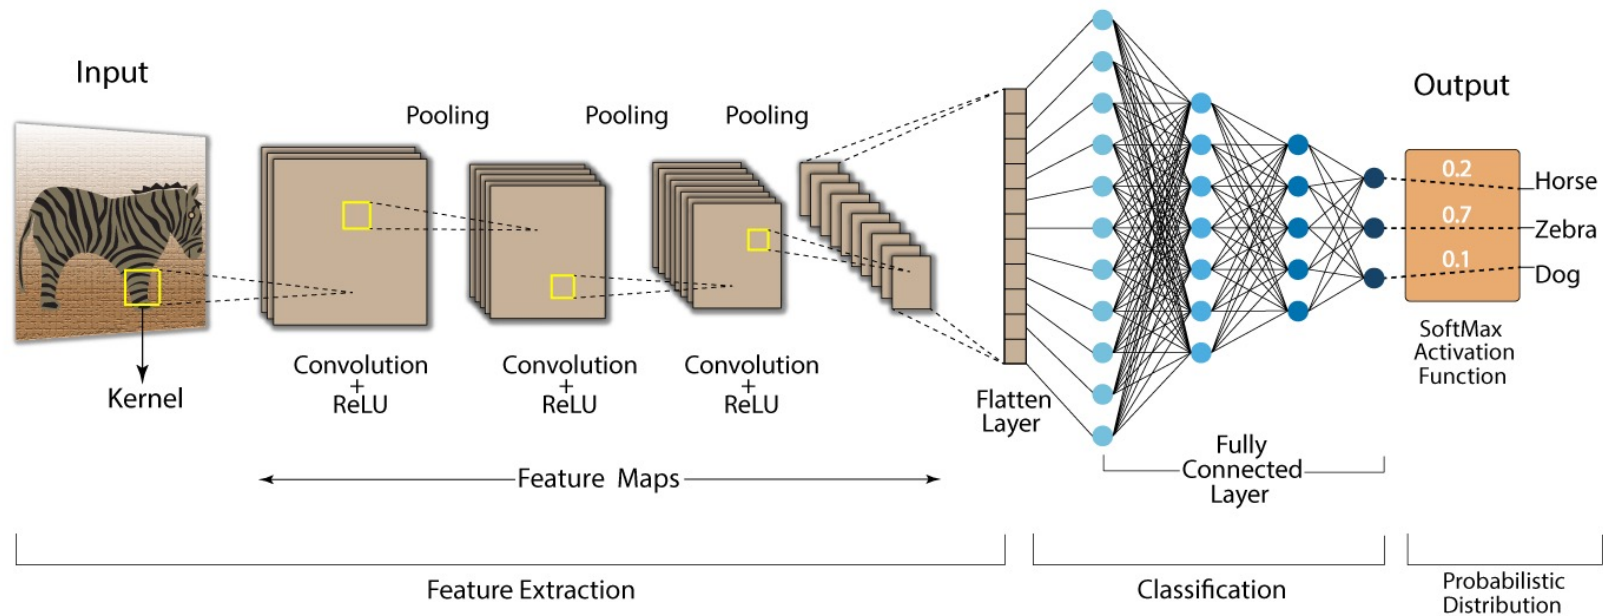 Input
Pooling
Pooling
Pooling
Output
0.2
Horse
0.7
Zebra
0.1
Dog
SoftMax
Activation
Function
Kernel
Convolution
+
ReLU
Convolution
+
ReLU
Convolution
+
ReLU
Flatten
Layer
Fully
Connected
Layer
Feature Maps
Feature Extraction
Classification
Probabilistic
Distribution